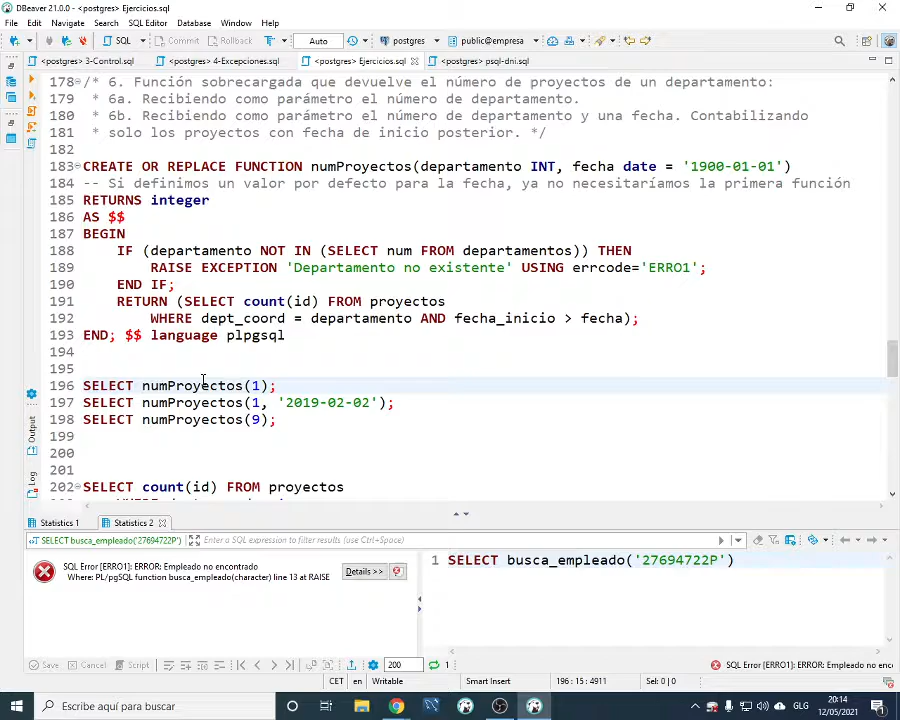 DBeaver 21.0.0 - <postgres> Ejercicios.sql
File Edit Navigate Search SQL Editor Database Window Help
SQL Commit Rollback T Auto postgres public@empresa
<postgres> 3-Control.sql <postgres> 4-Excepciones.sql <postgres> Ejercicios.sql <postgres> psql-dni.sql
178 /* 6. Función sobrecargada que devuelve el número de proyectos de un departamento:
179 * 6a. Recibiendo como parámetro el número de departamento.
180 * 6b. Recibiendo como parámetro el número de departamento y una fecha. Contabilizando
181 * solo los proyectos con fecha de inicio posterior. */
182
183 CREATE OR REPLACE FUNCTION numProyectos(departamento INT, fecha date = '1900-01-01')
184 -- Si definimos un valor por defecto para la fecha, ya no necesitaríamos la primera función
185 RETURNS integer
186 AS $$
187 BEGIN
188 IF (departamento NOT IN (SELECT num FROM departamentos)) THEN
189 RAISE EXCEPTION 'Departamento no existente' USING errcode='ERRO1';
190 END IF;
191 RETURN (SELECT count(id) FROM proyectos
192 WHERE dept_coord = departamento AND fecha_inicio > fecha);
193 END; $$ language plpgsql
194
195
196 SELECT numProyectos(1);
197 SELECT numProyectos(1, '2019-02-02');
198 SELECT numProyectos(9);
199
200
201
202 SELECT count(id) FROM proyectos
Output
Log
Statistics 1 Statistics 2
SELECT busca_empleado('27694722P') Enter a SQL expression to filter results (use Ctrl+Space)
SQL Error [ERRO1]: ERROR: Empleado no encontrado
Where: PL/pgSQL function busca_empleado(character) line 13 at RAISE
Details >>
1 SELECT busca_empleado('27694722P')
Save Cancel Script 200 1
SQL Error [ERRO1]: ERROR: Empleado no enc
CET en Writable Smart Insert 196 : 15 : 4911 Sel: 0 | 0
Escribe aquí para buscar
GLG
20:14
12/05/2021
1